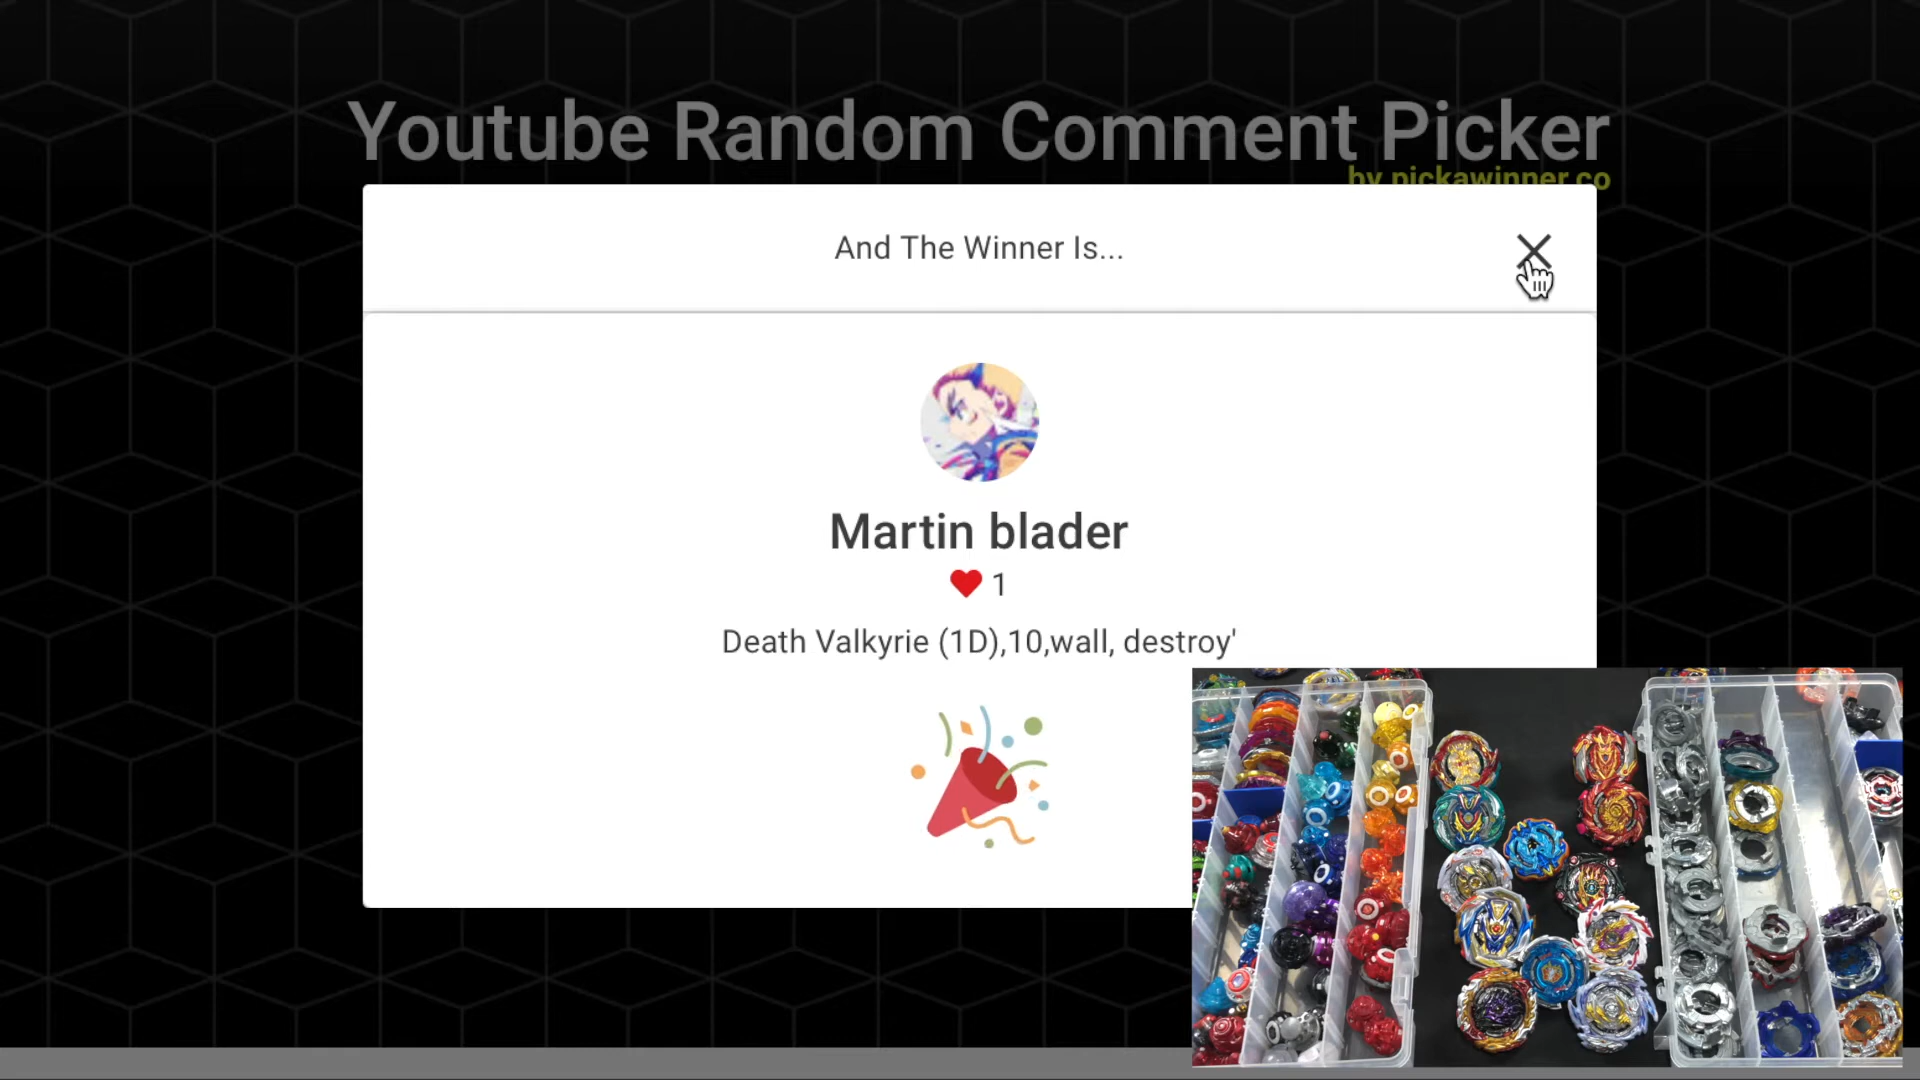 Youtube Random Comment Picker
by pickawinner.co
And The Winner Is...
Martin blader
1
Death Valkyrie (1D),10,wall, destroy'